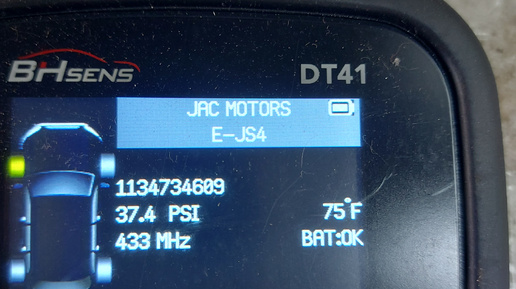 BHSENS
DT41
JAC MOTORS
E-JS4
1134734609
37.4 PSI
75°F
433 MHz
BAT:OK